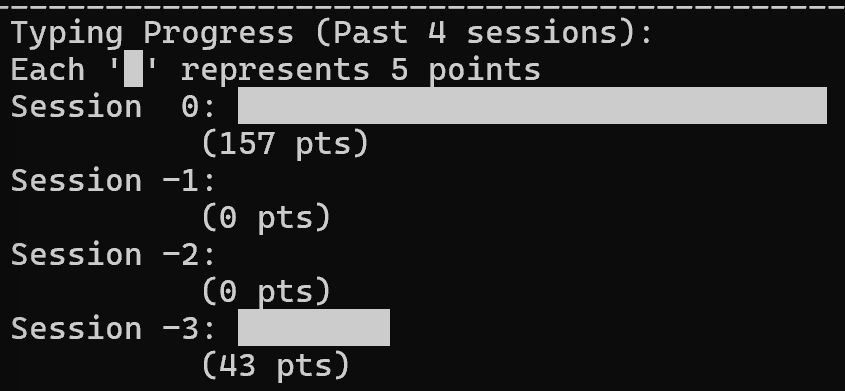 Typing Progress (Past 4 sessions):
Each '█' represents 5 points
Session  0: ███████████████████████████████
          (157 pts)
Session -1:
          (0 pts)
Session -2:
          (0 pts)
Session -3: ████████
          (43 pts)